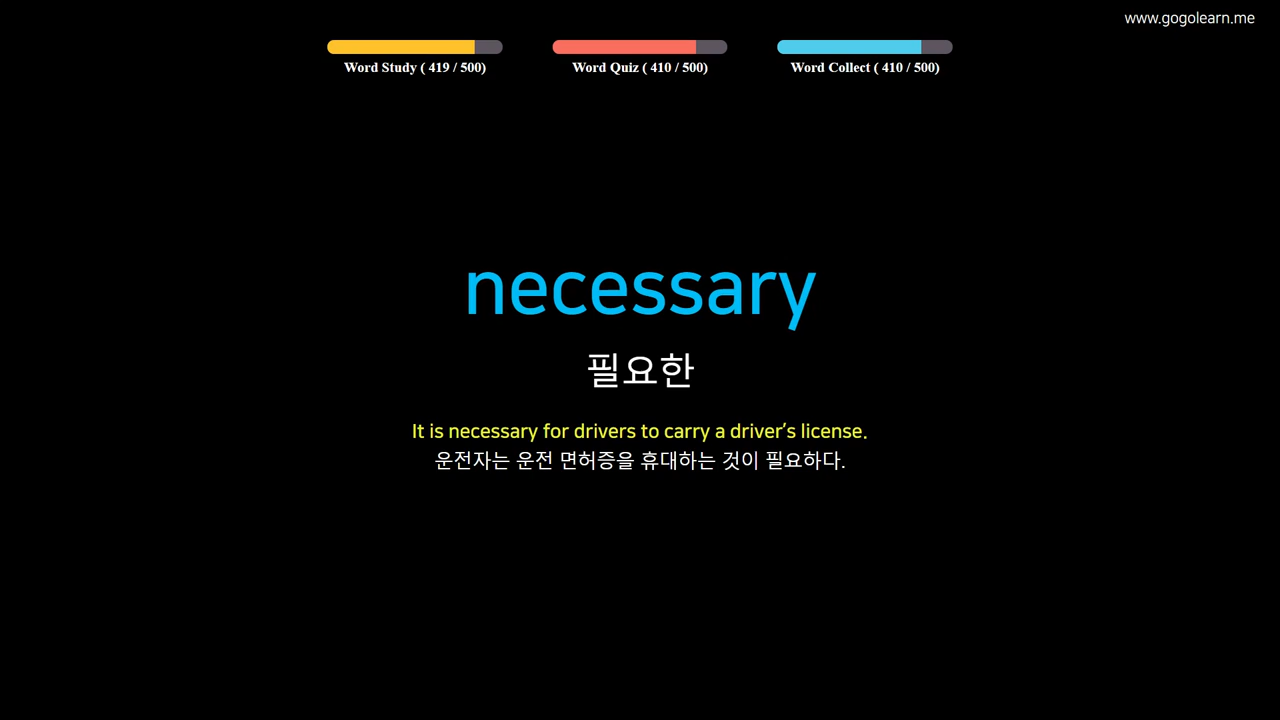 www.gogolearn.me
Word Study ( 419 / 500)
Word Quiz ( 410 / 500)
Word Collect ( 410 / 500)
necessary
필요한
It is necessary for drivers to carry a driver's license.
운전자는 운전 면허증을 휴대하는 것이 필요하다.